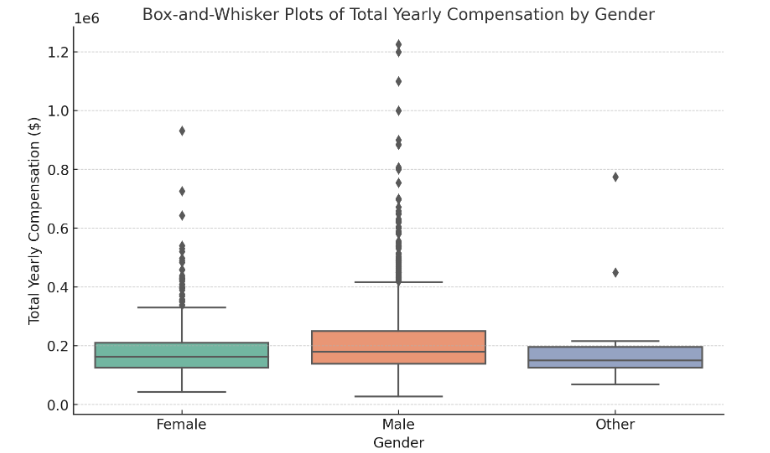 Box-and-Whisker Plots of Total Yearly Compensation by Gender
1e6
1.2
1.0
0.8
0.6
0.4
0.2
0.0
Total Yearly Compensation ($)
Female Male Other
Gender